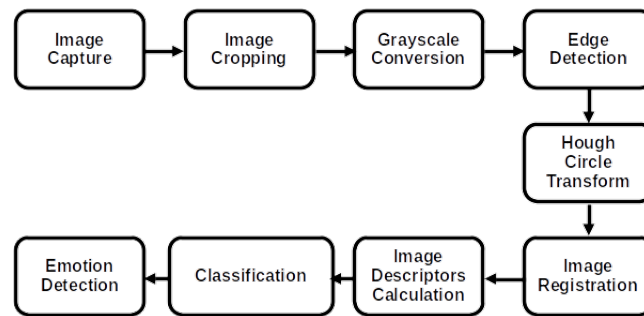 Image
Capture
Image
Cropping
Grayscale
Conversion
Edge
Detection
Hough
Circle
Transform
Emotion
Detection
Classification
Image
Descriptors
Calculation
Image
Registration